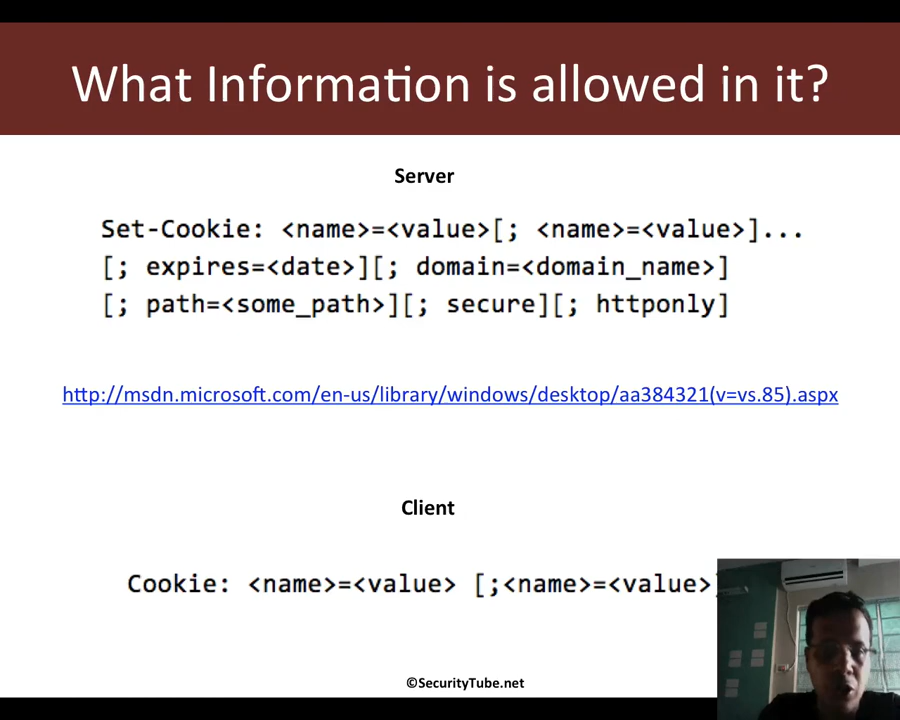 What Information is allowed in it?
Server
Set-Cookie: <name>=<value>[; <name>=<value>]...
[; expires=<date>][; domain=<domain_name>]
[; path=<some_path>][; secure][; httponly]
http://msdn.microsoft.com/en-us/library/windows/desktop/aa384321(v=vs.85).aspx
Client
Cookie: <name>=<value> [;<name>=<value>
©SecurityTube.net